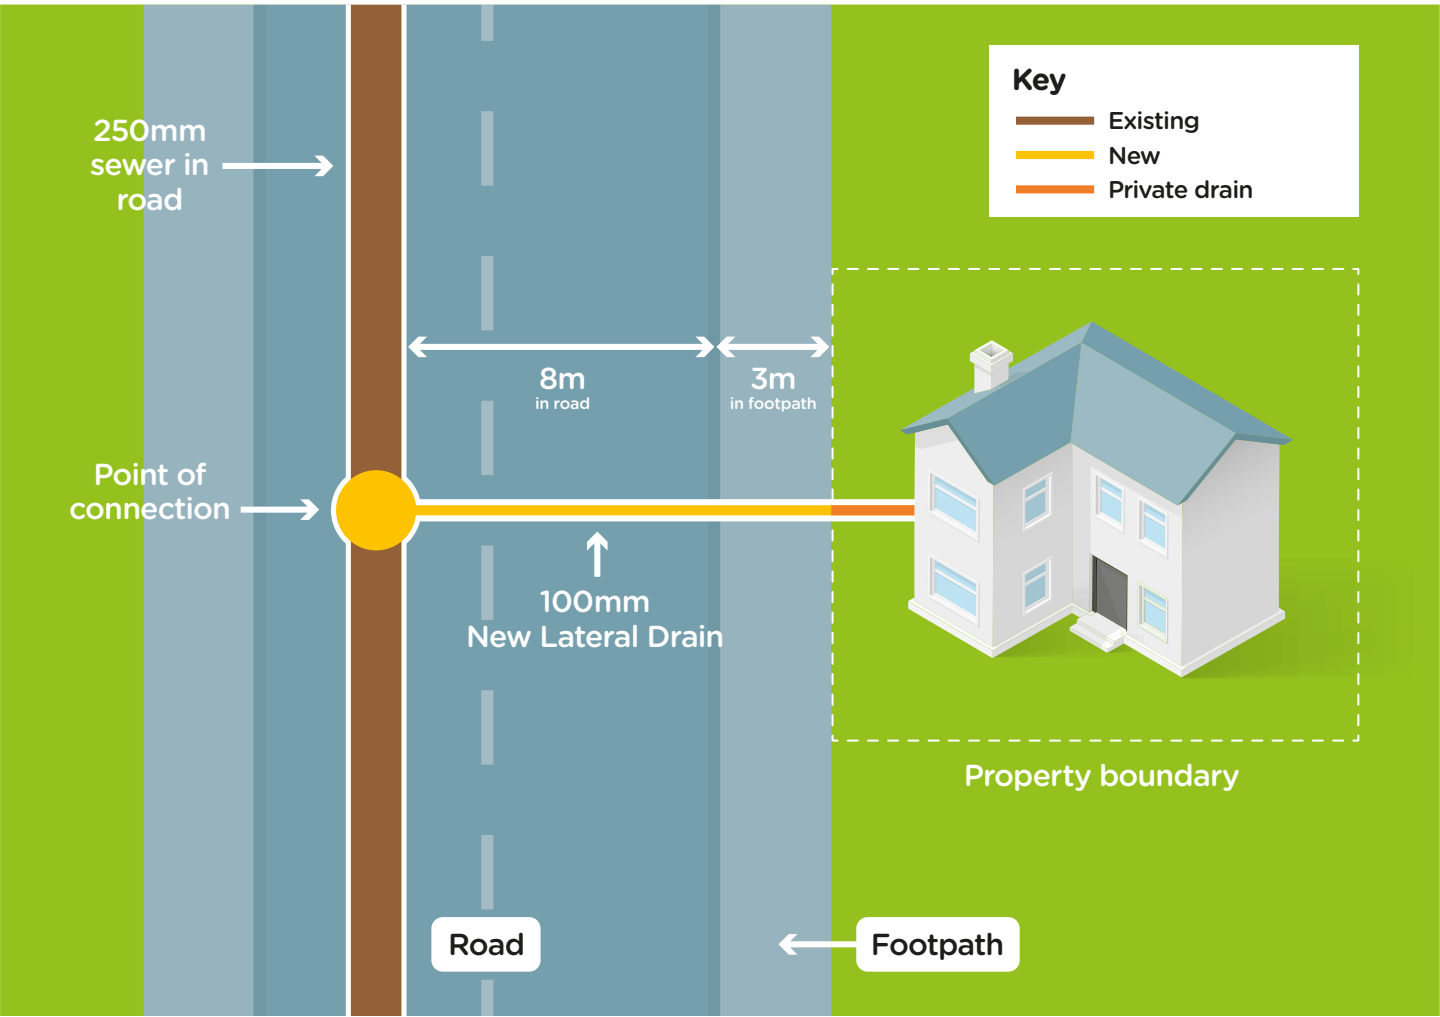 Key
Existing
New
Private drain
250mm
sewer in
road
8m
in road
3m
in footpath
Point of
connection
100mm
New Lateral Drain
Property boundary
Road
Footpath